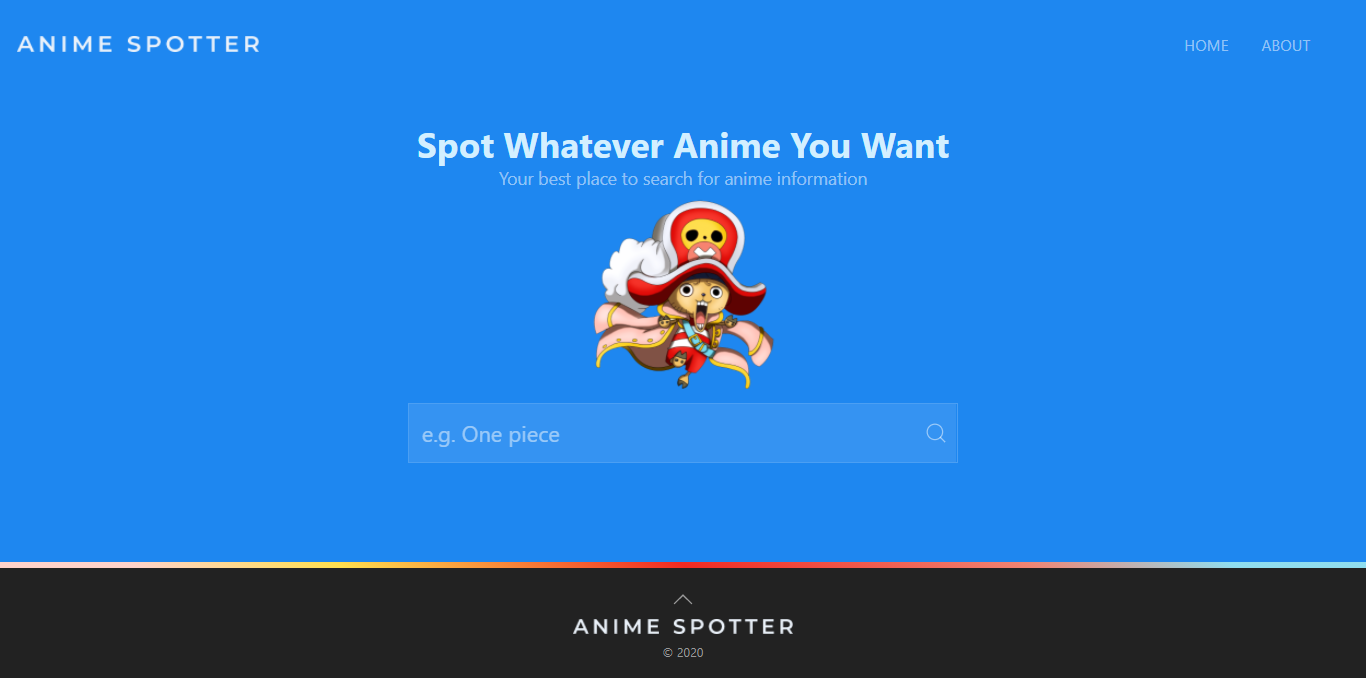 ANIME SPOTTER
HOME ABOUT
Spot Whatever Anime You Want
Your best place to search for anime information
e.g. One piece
ANIME SPOTTER
© 2020